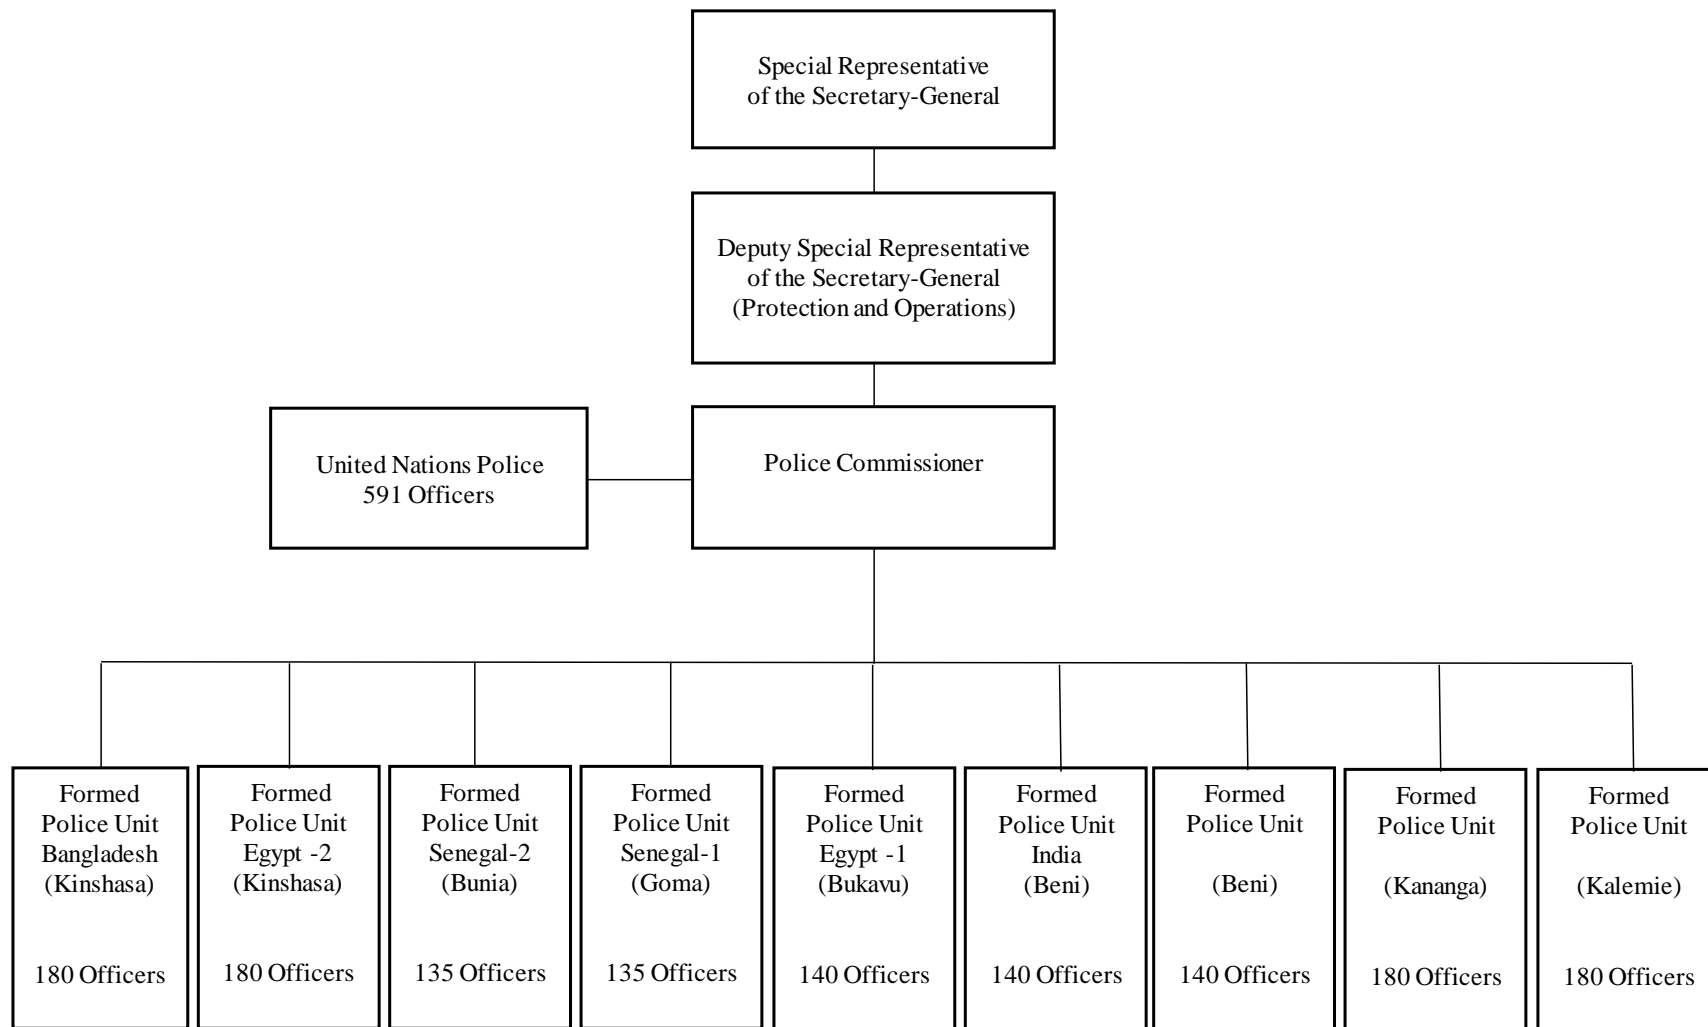 Special Representative
of the Secretary-General
Deputy Special Representative
of the Secretary-General
(Protection and Operations)
United Nations Police
591 Officers
Police Commissioner
Formed
Police Unit
Bangladesh
(Kinshasa)
180 Officers
Formed
Police Unit
Egypt -2
(Kinshasa)
180 Officers
Formed
Police Unit
Senegal-2
(Bunia)
135 Officers
Formed
Police Unit
Senegal-1
(Goma)
135 Officers
Formed
Police Unit
Egypt -1
(Bukavu)
140 Officers
Formed
Police Unit
India
(Beni)
140 Officers
Formed
Police Unit
(Beni)
140 Officers
Formed
Police Unit
(Kananga)
180 Officers
Formed
Police Unit
(Kalemie)
180 Officers